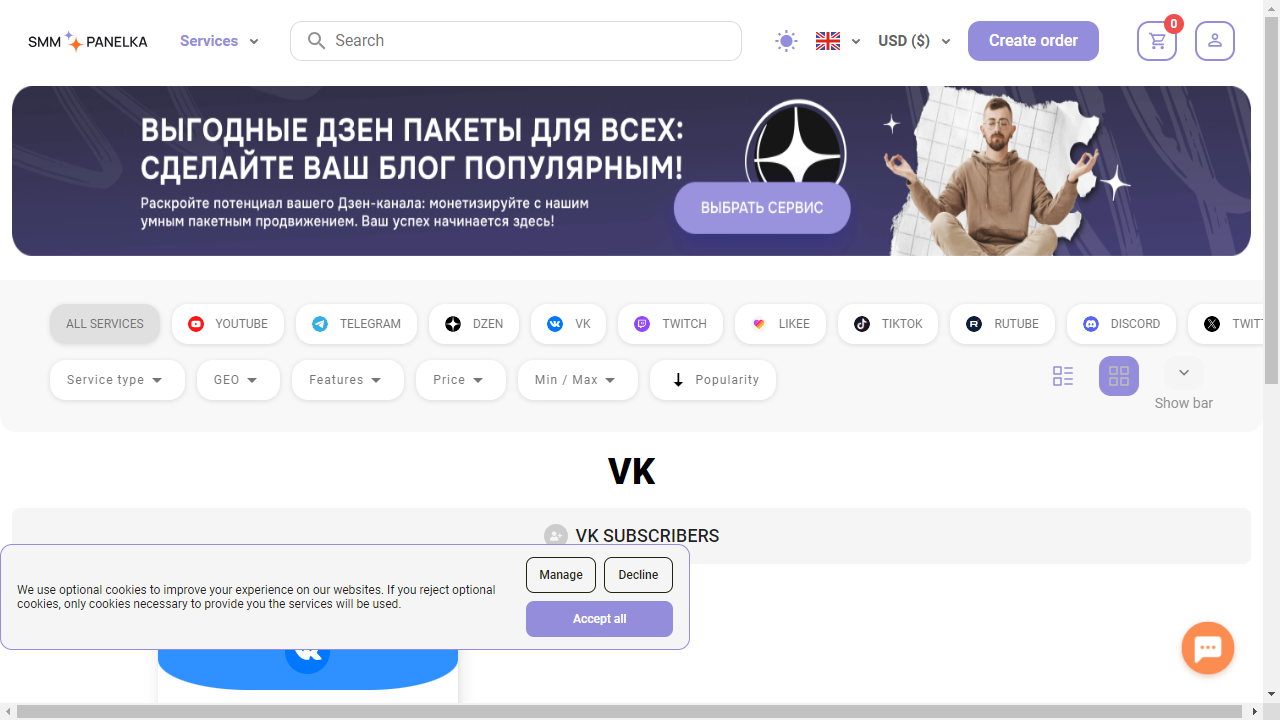 SMM PANELKA
Services
Search
USD ($)
Create order
0
ВЫГОДНЫЕ ДЗЕН ПАКЕТЫ ДЛЯ ВСЕХ:
СДЕЛАЙТЕ ВАШ БЛОГ ПОПУЛЯРНЫМ!
Раскройте потенциал вашего Дзен-канала: монетизируйте с нашим
умным пакетным продвижением. Ваш успех начинается здесь!
ВЫБРАТЬ СЕРВИС
ALL SERVICES
YOUTUBE
TELEGRAM
DZEN
VK
TWITCH
LIKEE
TIKTOK
RUTUBE
DISCORD
TWIT
Service type
GEO
Features
Price
Min / Max
Popularity
Show bar
VK
VK SUBSCRIBERS
We use optional cookies to improve your experience on our websites. If you reject optional
cookies, only cookies necessary to provide you the services will be used.
Manage
Decline
Accept all